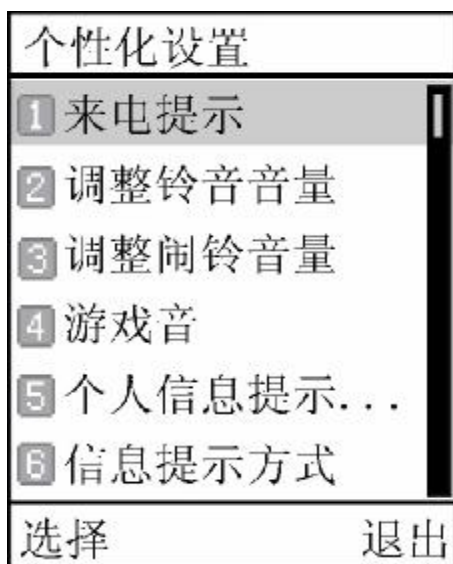 个性化设置
1 来电提示
2 调整铃音音量
3 调整闹铃音量
4 游戏音
5 个人信息提示...
6 信息提示方式
选择 退出